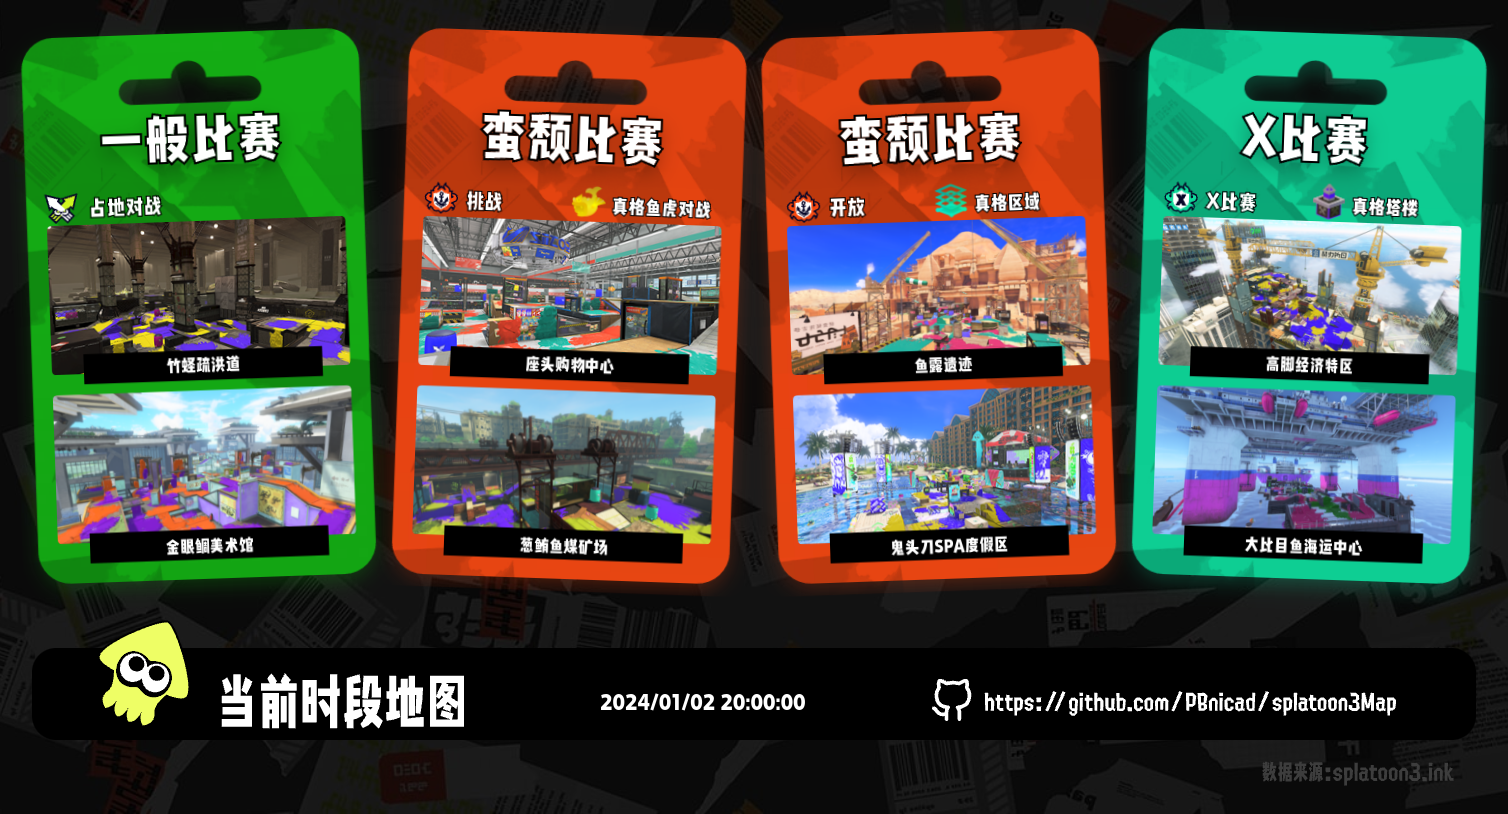 一般比赛
占地对战
竹蛏疏洪道
金眼鲷美术馆
蛮颓比赛
挑战
真格鱼虎对战
座头购物中心
葱鲔鱼煤矿场
蛮颓比赛
开放
真格区域
鱼露遗迹
鬼头刀SPA度假区
X比赛
X比赛
真格塔楼
高脚经济特区
大比目鱼海运中心
当前时段地图
2024/01/02 20:00:00
https://github.com/PBnicad/splatoon3Map
数据来源:splatoon3.ink